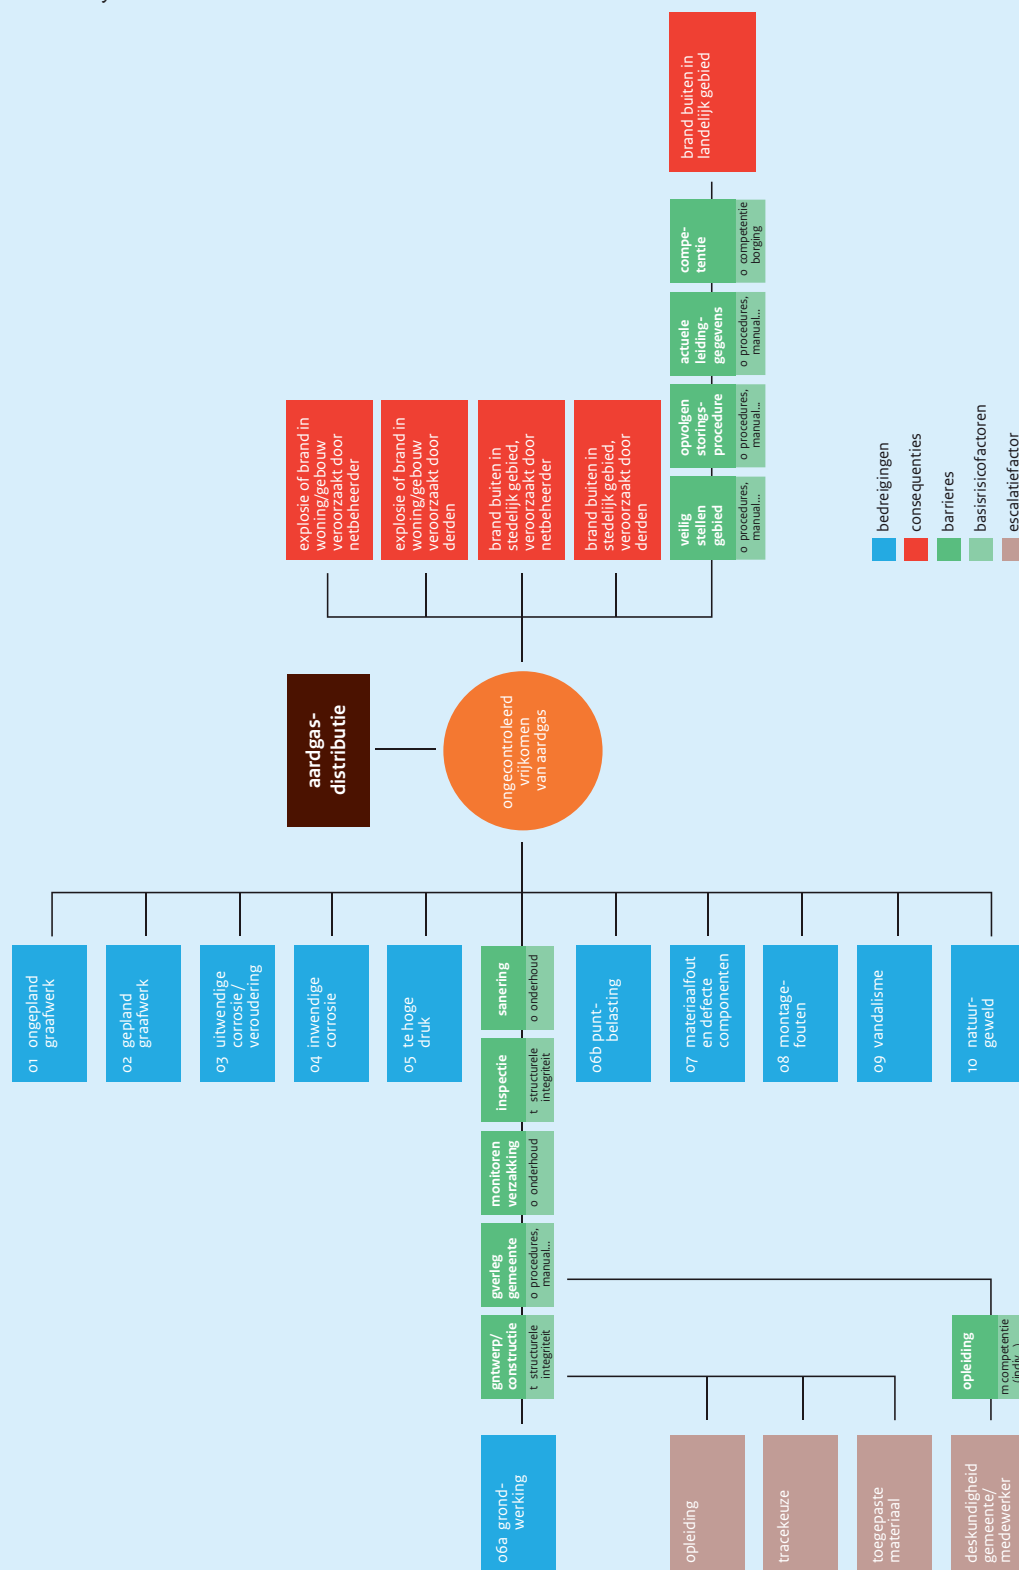 aardgas-
distributie
ongecontroleerd
vrijkomen
van aardgas
01 ongepland
graafwerk
02 gepland
graafwerk
03 uitwendige
corrosie /
veroudering
04 inwendige
corrosie
05 te hoge
druk
06a grond-
werking
gntwerp/
constructie
t structurele
integriteit
gverleg
gemeente
o procedures,
manual...
monitoren
verzakking
o onderhoud
inspectie
t structurele
integriteit
sanering
o onderhoud
06b punt-
belasting
07 materiaalfout
en defecte
componenten
08 montage-
fouten
09 vandalisme
10 natuur-
geweld
opleiding
tracekeuze
toegepaste
materiaal
deskundigheid
gemeente/
medewerker
opleiding
m competentie
(indiv...)
explosie of brand in
woning/gebouw
veroorzaakt door
netbeheerder
explosie of brand in
woning/gebouw
veroorzaakt door
derden
brand buiten in
stedelijk gebied,
veroorzaakt door
netbeheerder
brand buiten in
stedelijk gebied,
veroorzaakt door
derden
veilig
stellen
gebied
o procedures,
manual...
opvolgen
storings-
procedure
o procedures,
manual...
actuele
leiding-
gegevens
o procedures,
manual...
compe-
tentie
o competentie
borging
brand buiten in
landelijk gebied
bedreigingen
consequenties
barrieres
basisrisicofactoren
escalatiefactor